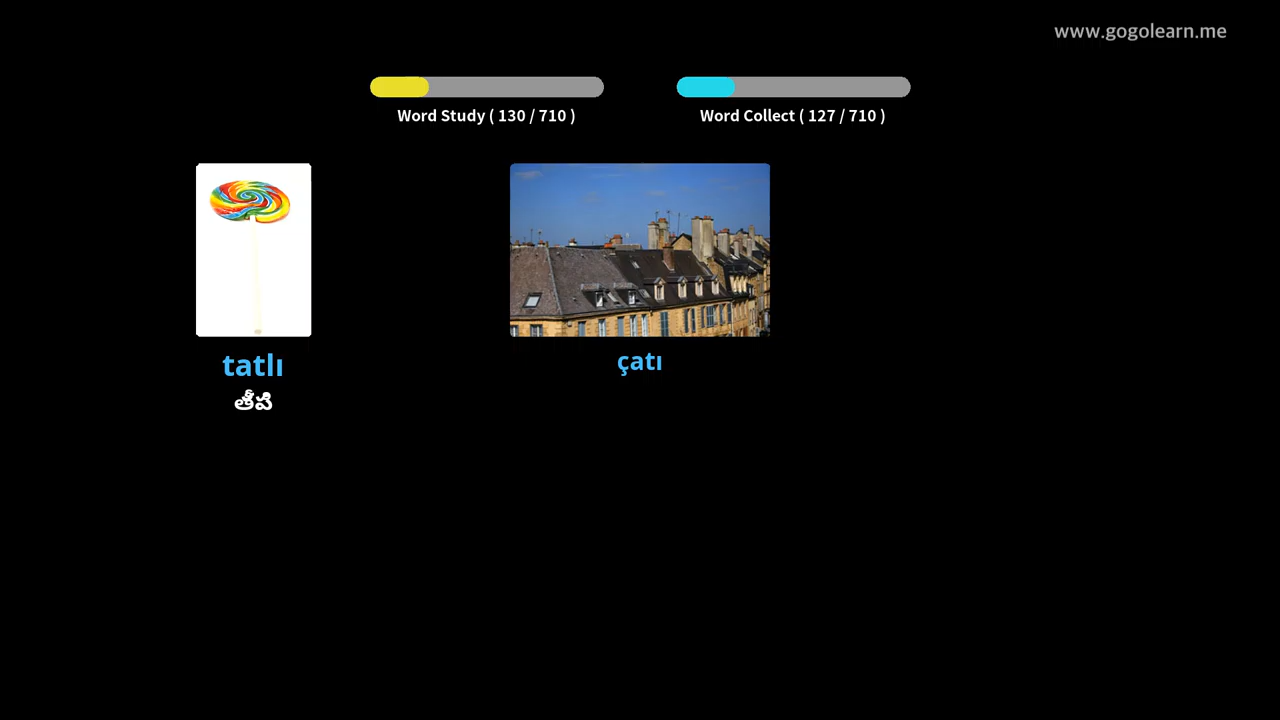 www.gogolearn.me
Word Study ( 130 / 710 )
Word Collect ( 127 / 710 )
tatlı
తీపి
çatı